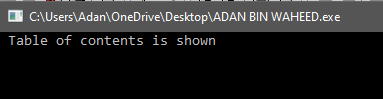 C:\Users\Adan\OneDrive\Desktop\ADAN BIN WAHEED.exe
Table of contents is shown